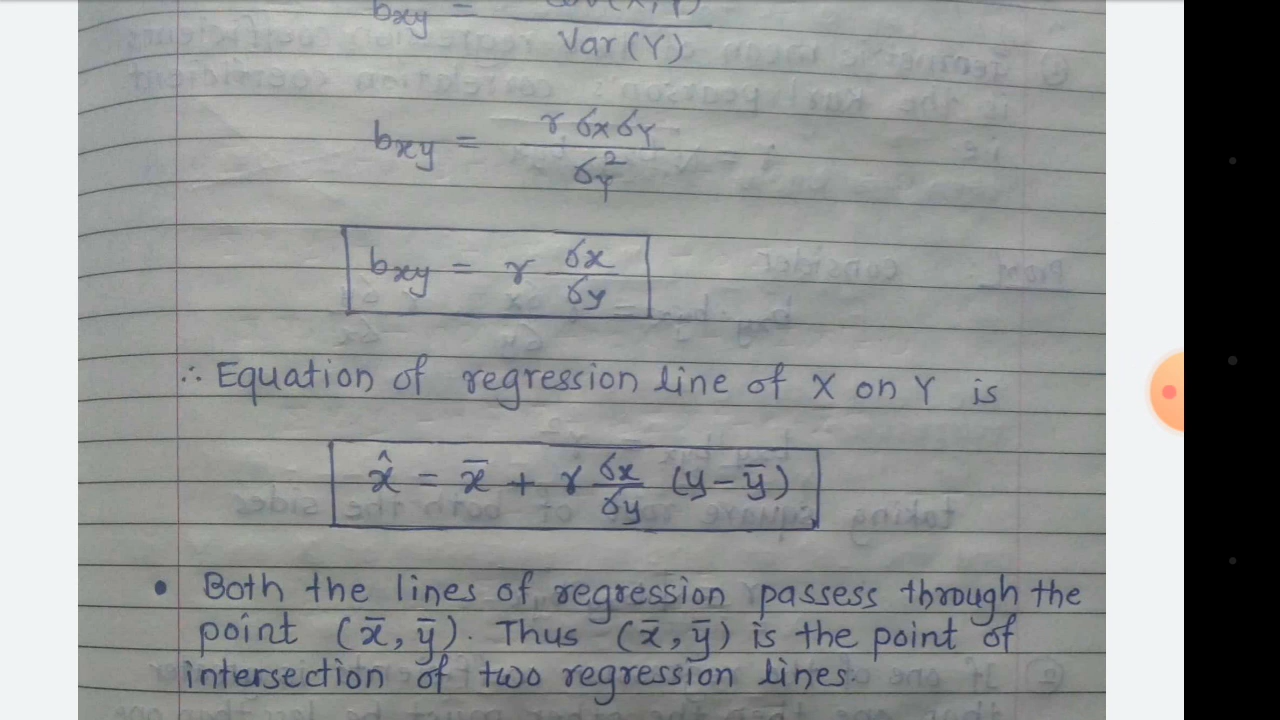 bxy =
Var(Y)
bxy = r σx σY / σY²
bxy = r σx / σy
∴ Equation of regression line of X on Y is
x̂ = x̄ + r σx / σy (y - ȳ)
• Both the lines of regression passess through the
point (x̄, ȳ). Thus (x̄, ȳ) is the point of
intersection of two regression lines.